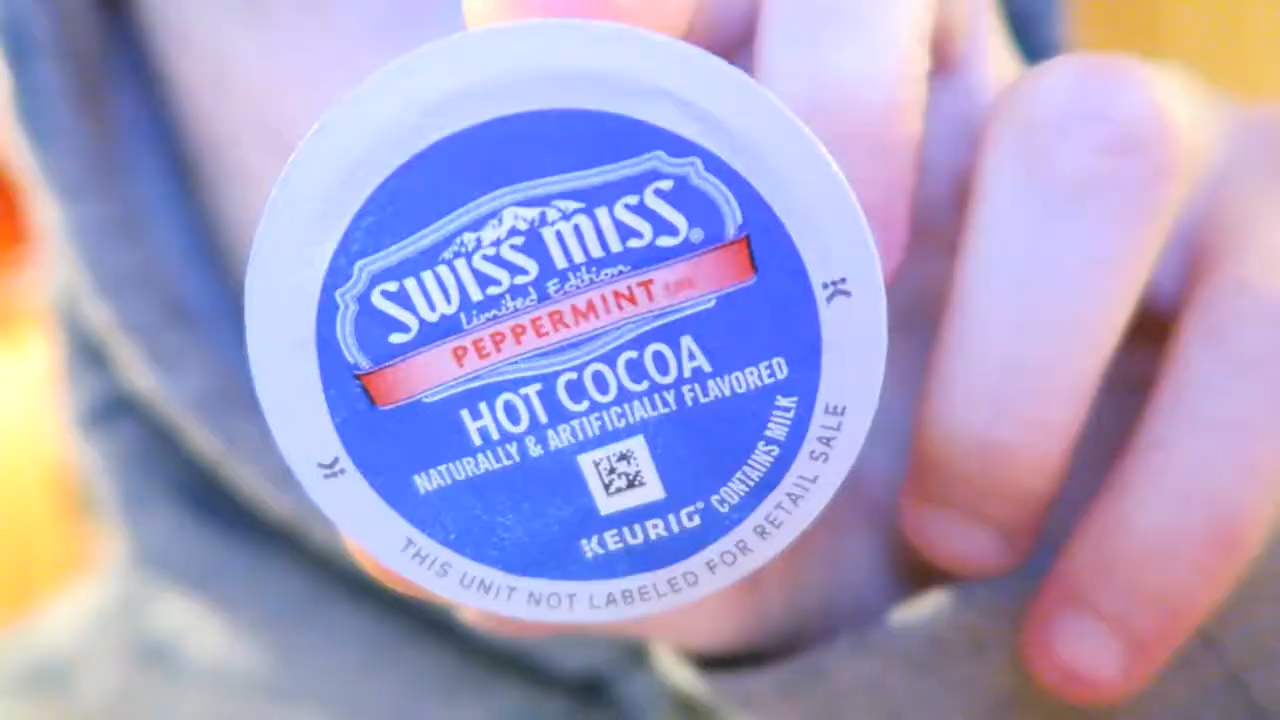 SWISS MISS®
Limited Edition
PEPPERMINT
HOT COCOA
NATURALLY & ARTIFICIALLY FLAVORED
KEURIG® CONTAINS MILK
THIS UNIT NOT LABELED FOR RETAIL SALE